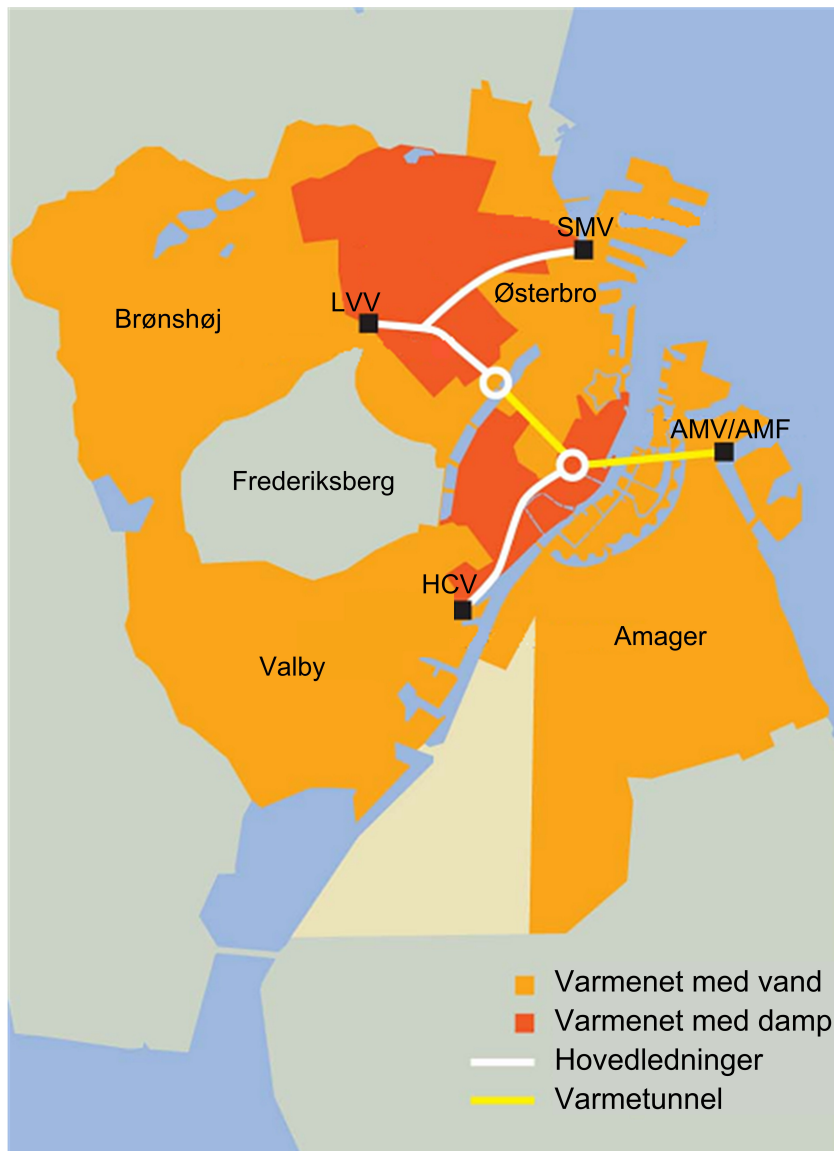 SMV
Østerbro
LVV
Brønshøj
AMV/AMF
Frederiksberg
HCV
Amager
Valby
Varmenet med vand
Varmenet med damp
Hovedledninger
Varmetunnel